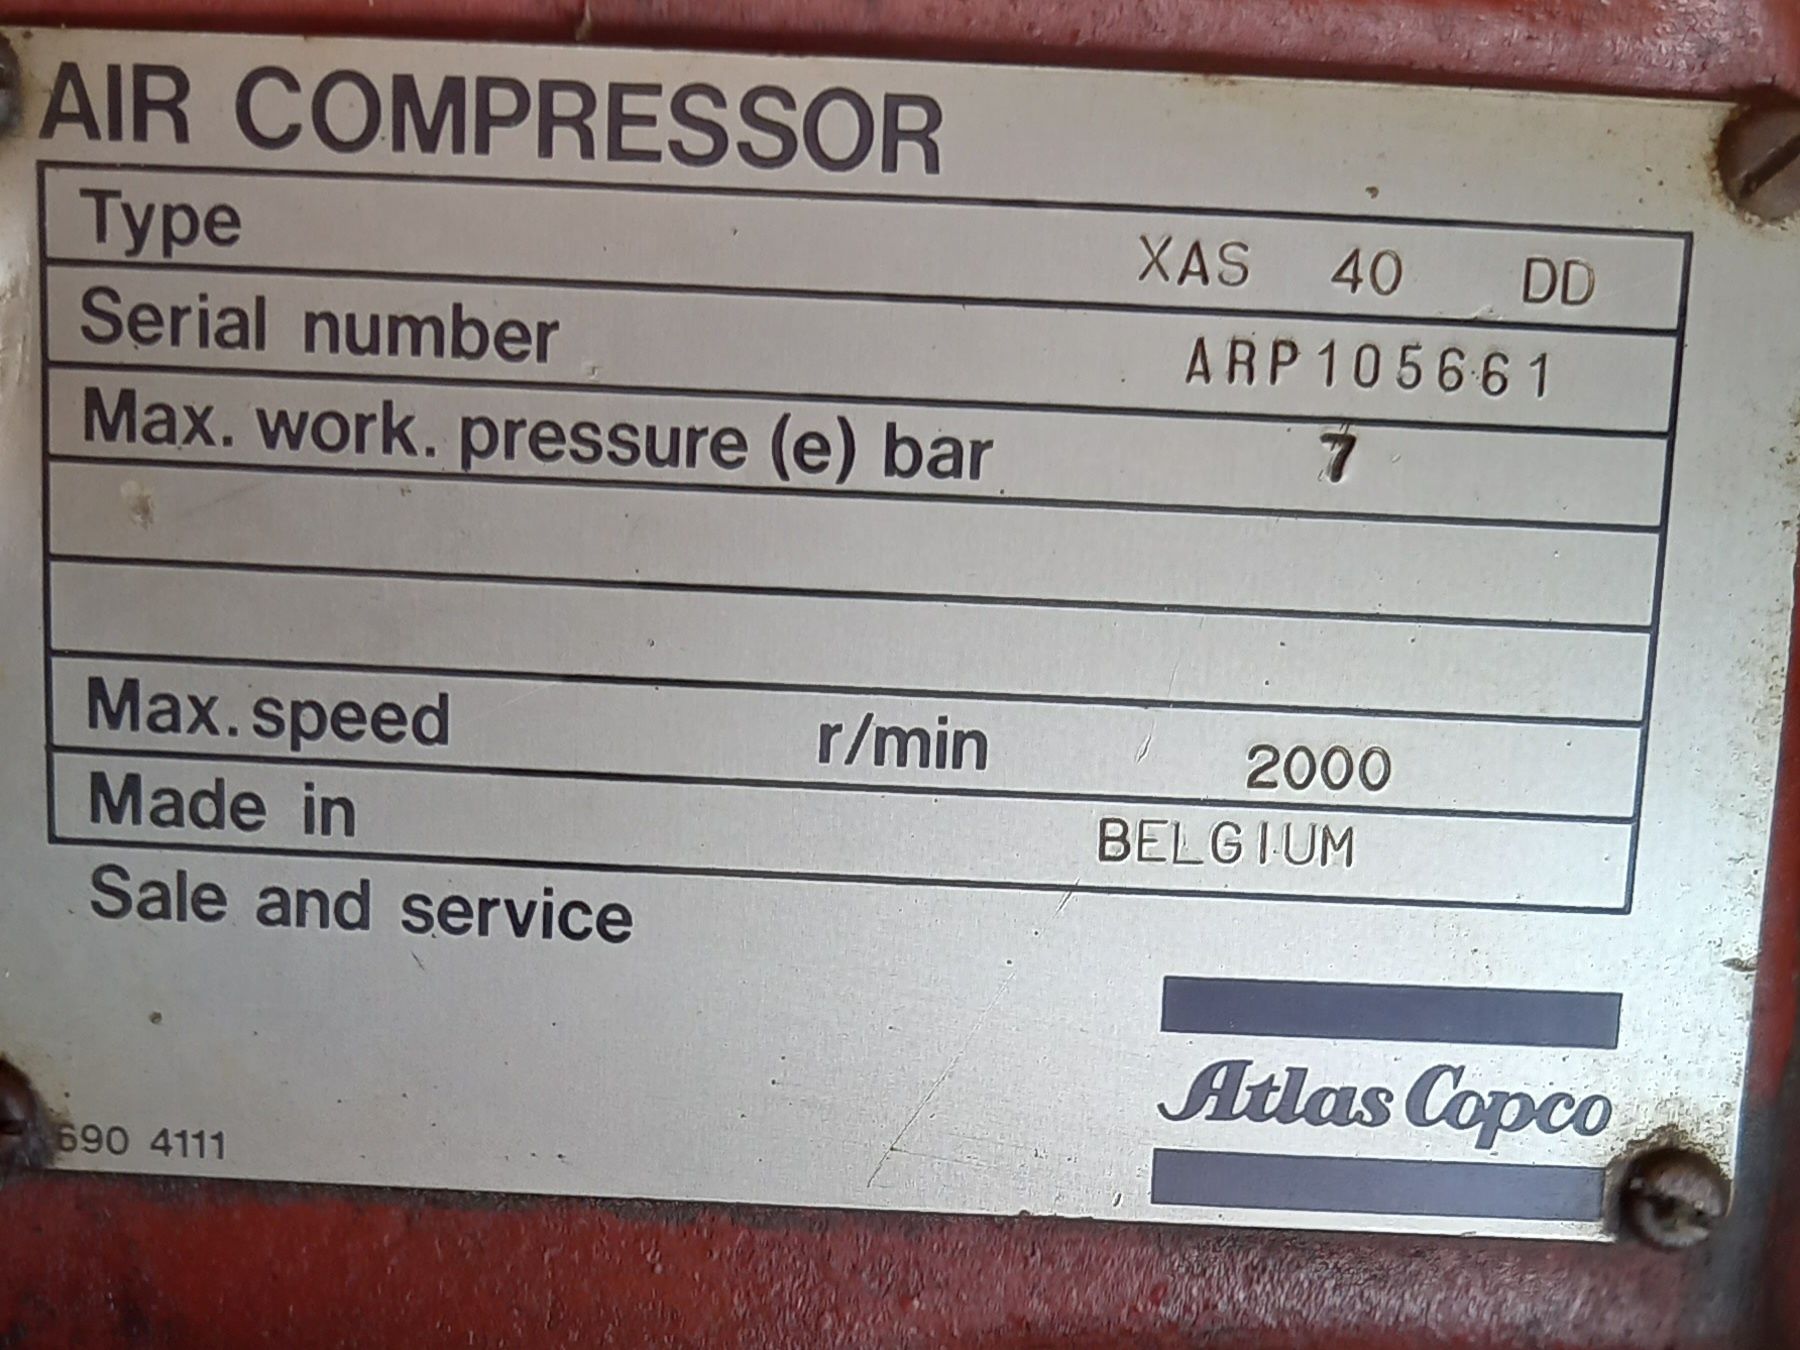 AIR COMPRESSOR
Type XAS 40 DD
Serial number ARP105661
Max. work. pressure (e) bar 7
Max. speed r/min 2000
Made in BELGIUM
Sale and service
Atlas Copco
690 4111